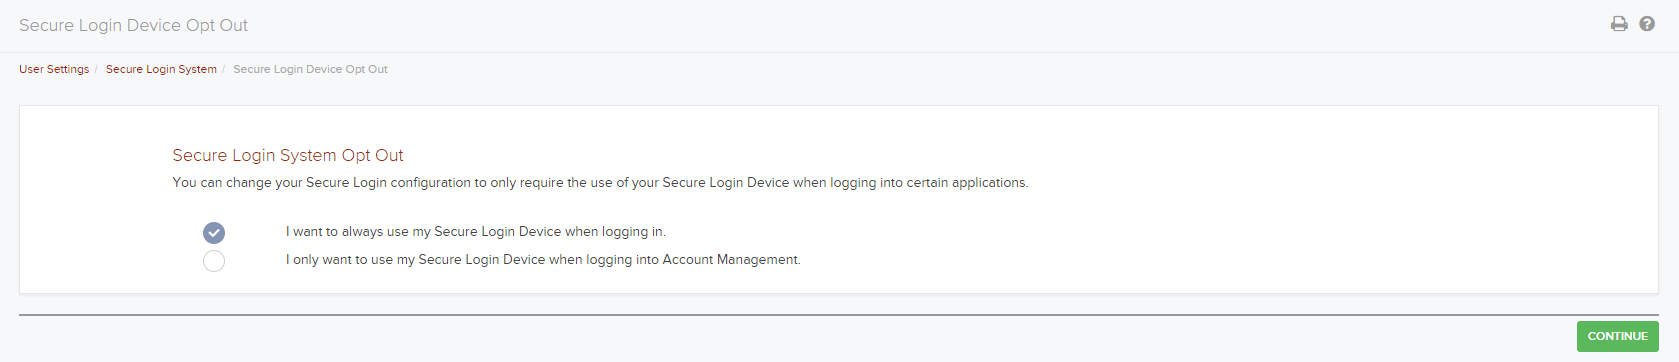 Secure Login Device Opt Out
User Settings / Secure Login System / Secure Login Device Opt Out
Secure Login System Opt Out
You can change your Secure Login configuration to only require the use of your Secure Login Device when logging into certain applications.
I want to always use my Secure Login Device when logging in.
I only want to use my Secure Login Device when logging into Account Management.
CONTINUE